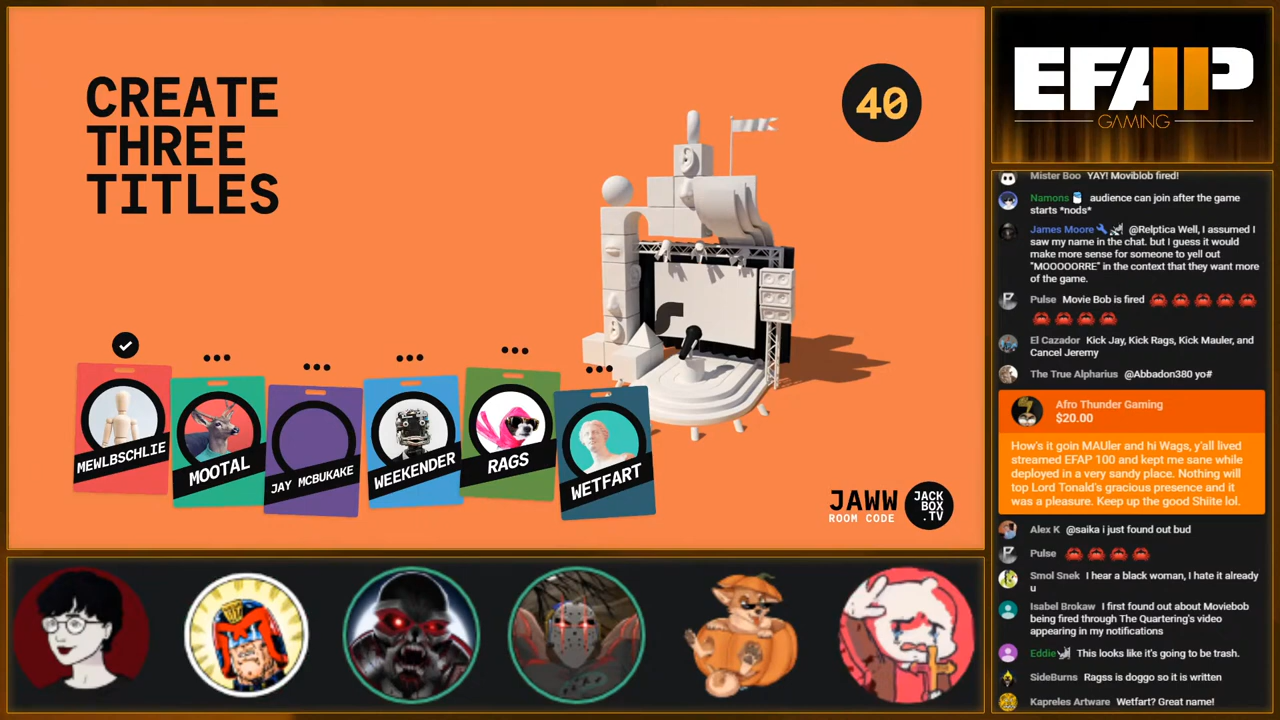 CREATE
THREE
TITLES
40
MEWLBSCHLIE
MOOTAL
JAY MCBUKAKE
WEEKENDER
RAGS
WETFART
JAWW
ROOM CODE
JACK
BOX
.TV
EFAP
GAMING
Mister Boo YAY! Moviblob fired!
Namons audience can join after the game
starts *nods*
James Moore @Relptica Well, I assumed I
saw my name in the chat. but I guess it would
make more sense for someone to yell out
"MOOOOORRE" in the context that they want more
of the game.
Pulse Movie Bob is fired
El Cazador Kick Jay, Kick Rags, Kick Mauler, and
Cancel Jeremy
The True Alpharius @Abbadon380 yo#
Afro Thunder Gaming
$20.00
How's it goin MAUler and hi Wags, y'all lived
streamed EFAP 100 and kept me sane while
deployed in a very sandy place. Nothing will
top Lord Tonald's gracious presence and it
was a pleasure. Keep up the good Shiite lol.
Alex K @saika i just found out bud
Pulse
Smol Snek I hear a black woman, I hate it already
u
Isabel Brokaw I first found out about Moviebob
being fired through The Quartering's video
appearing in my notifications
Eddie This looks like it's going to be trash.
SideBurns Ragss is doggo so it is written
Kapreles Artware Wetfart? Great name!